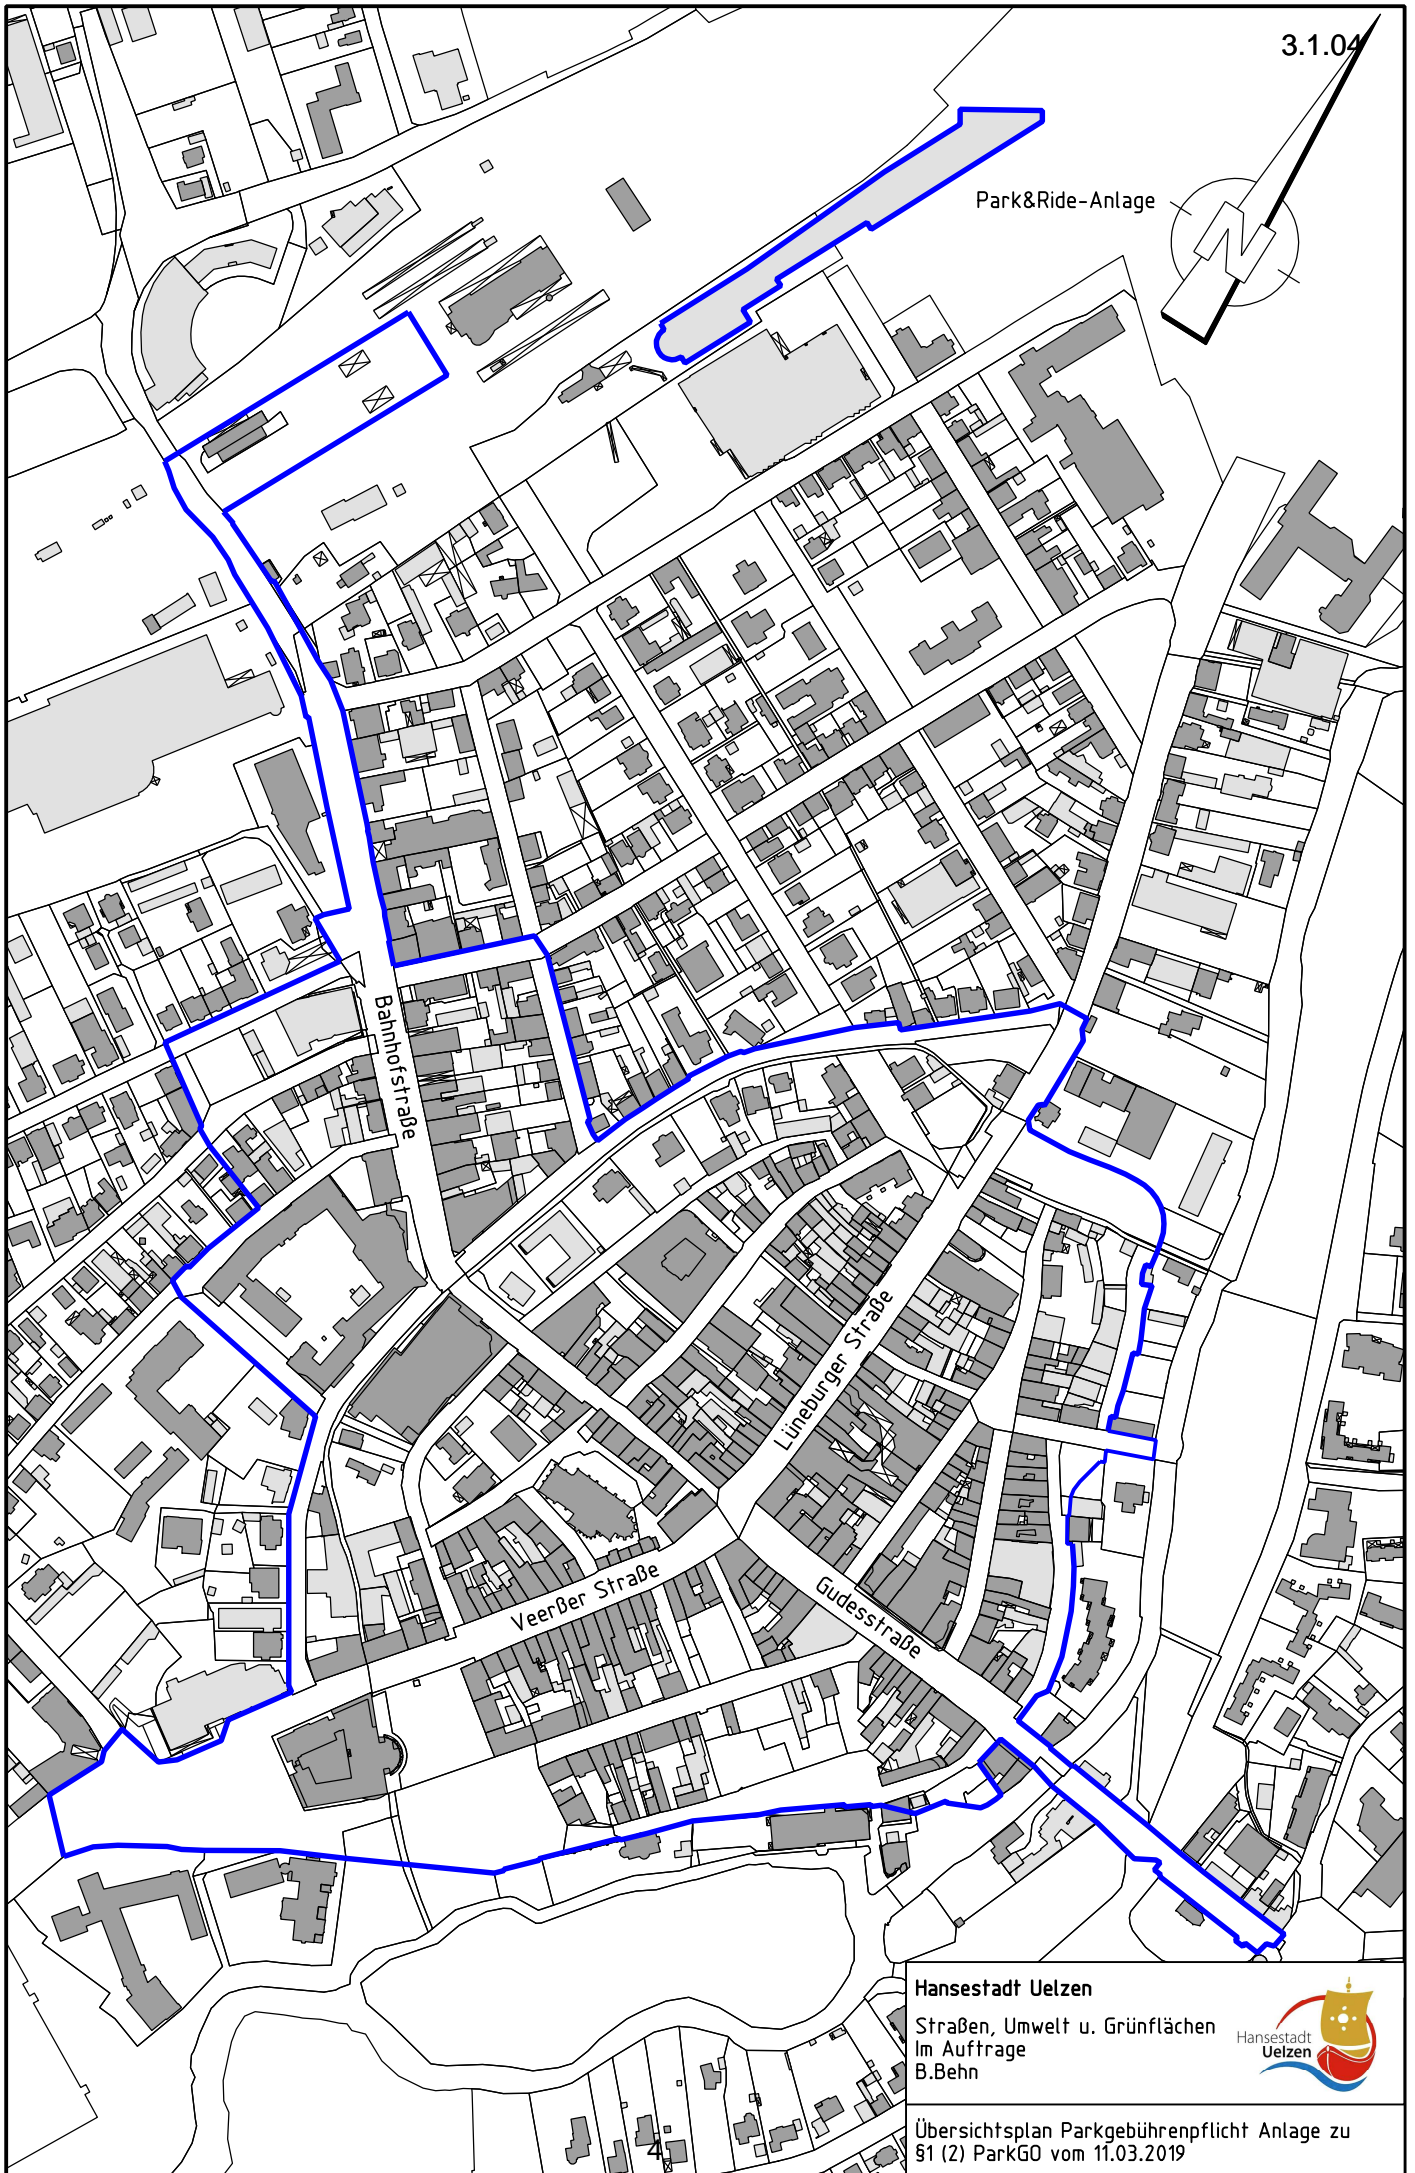 3.1.04
Park&Ride-Anlage
N
Bahnhofstraße
Lüneburger Straße
Veerßer Straße
Gudesstraße
Hansestadt Uelzen
Straßen, Umwelt u. Grünflächen
Im Auftrage
B.Behn
Hansestadt
Uelzen
Übersichtsplan Parkgebührenpflicht Anlage zu
§1 (2) ParkGO vom 11.03.2019
4